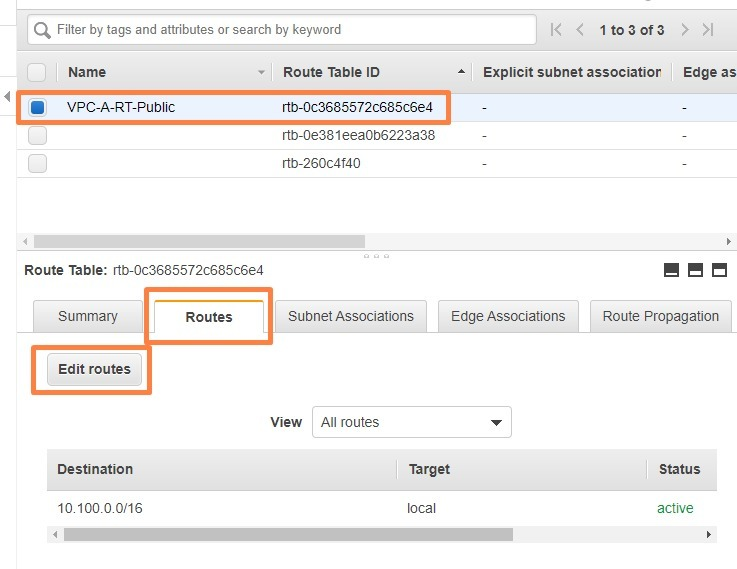 Filter by tags and attributes or search by keyword
1 to 3 of 3
Name Route Table ID Explicit subnet association Edge as
VPC-A-RT-Public rtb-0c3685572c685c6e4 - -
rtb-0e381eea0b6223a38 - -
rtb-260c4f40 - -
Route Table: rtb-0c3685572c685c6e4
Summary Routes Subnet Associations Edge Associations Route Propagation
Edit routes
View All routes
Destination Target Status
10.100.0.0/16 local active